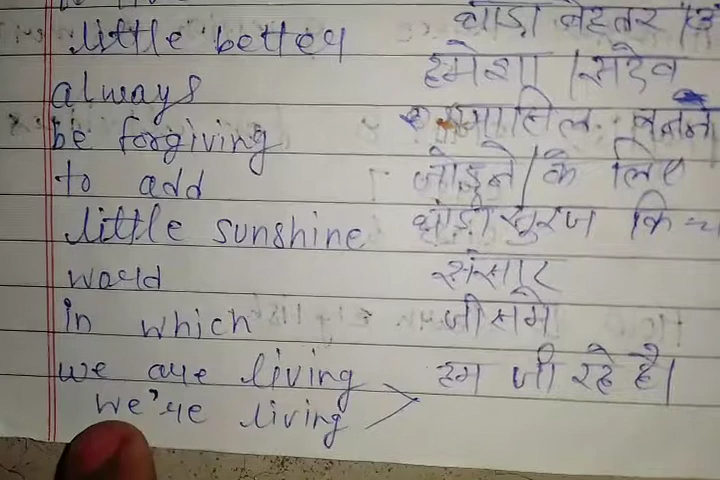 little better थोड़ा बेहतर
always हमेशा / सदैव
be forgiving बनने
to add जोड़ने / के लिए
little sunshine थोड़ी सुरज
world संसार
in which जीसमे
we are living हम जी रहे है।
we're living